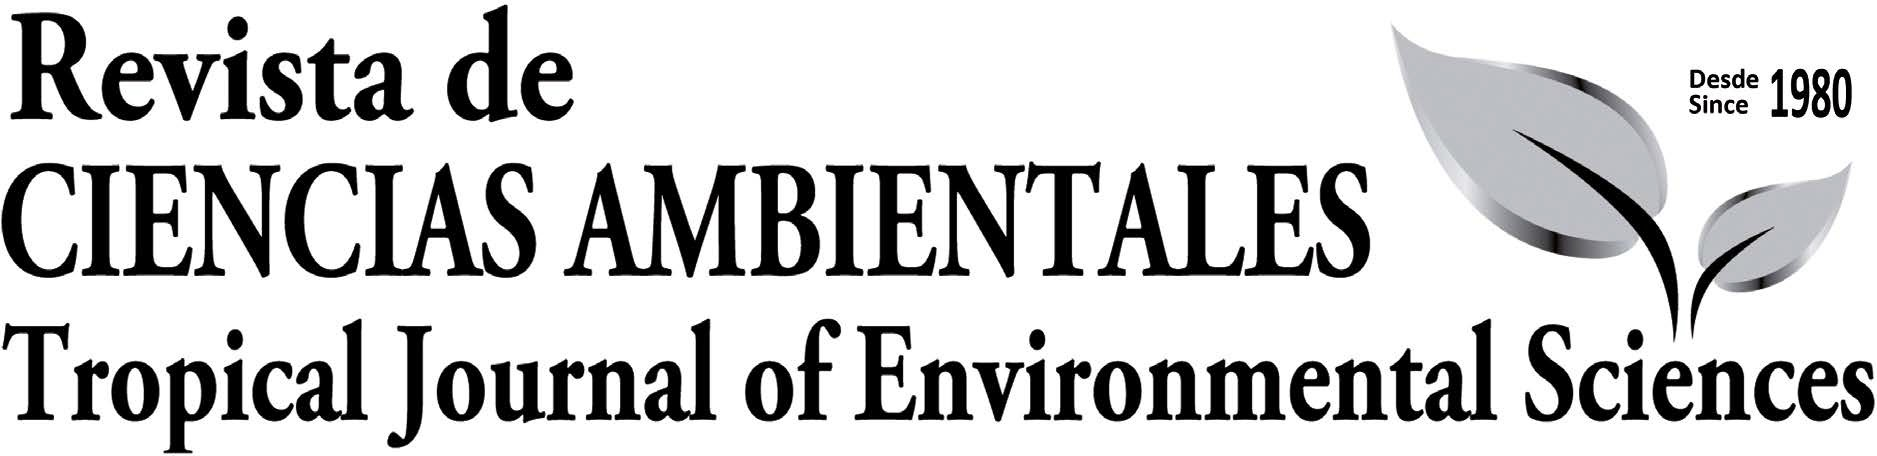 Revista de
CIENCIAS AMBIENTALES
Tropical Journal of Environmental Sciences
Desde
Since 1980